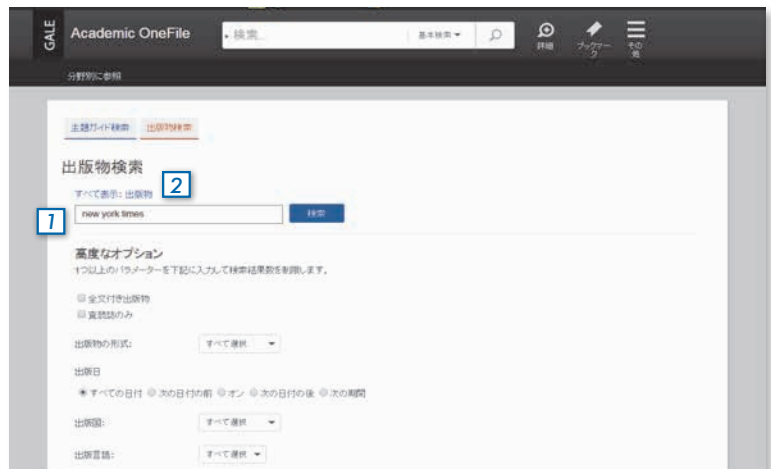 GALE
Academic OneFile
検索...
基本検索
詳細
ブックマーク
その他
分野別に参照
主題ガイド検索 出版物検索
出版物検索
すべて表示: 出版物
2
1
new york times
検索
高度なオプション
1つ以上のパラメーターを下記に入力して検索結果数を制限します。
全文付き出版物
査読誌のみ
出版物の形式: すべて選択
出版日
すべての日付 次の日付の前 オン 次の日付の後 次の期間
出版国: すべて選択
出版言語: すべて選択